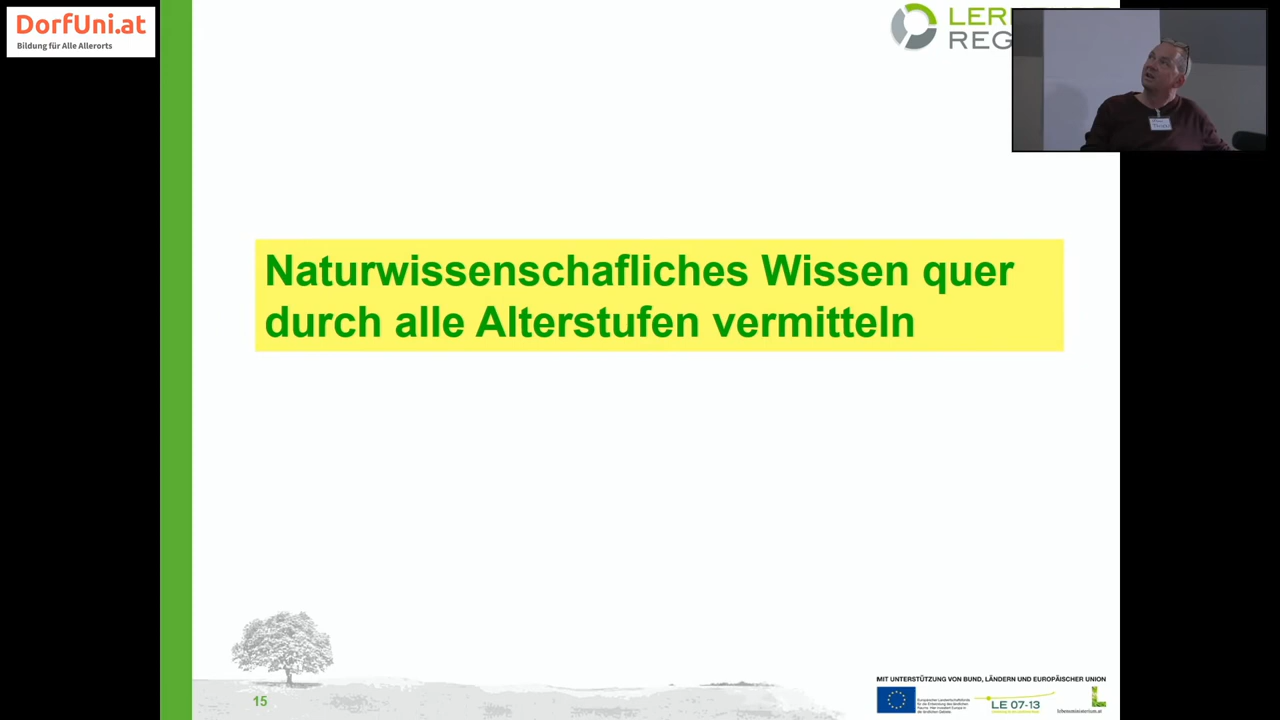 DorfUni.at
Bildung für Alle Allerorts
LER
REG
Naturwissenschafliches Wissen quer
durch alle Alterstufen vermitteln
15
MIT UNTERSTÜTZUNG VON BUND, LÄNDERN UND EUROPÄISCHER UNION
LE 07-13